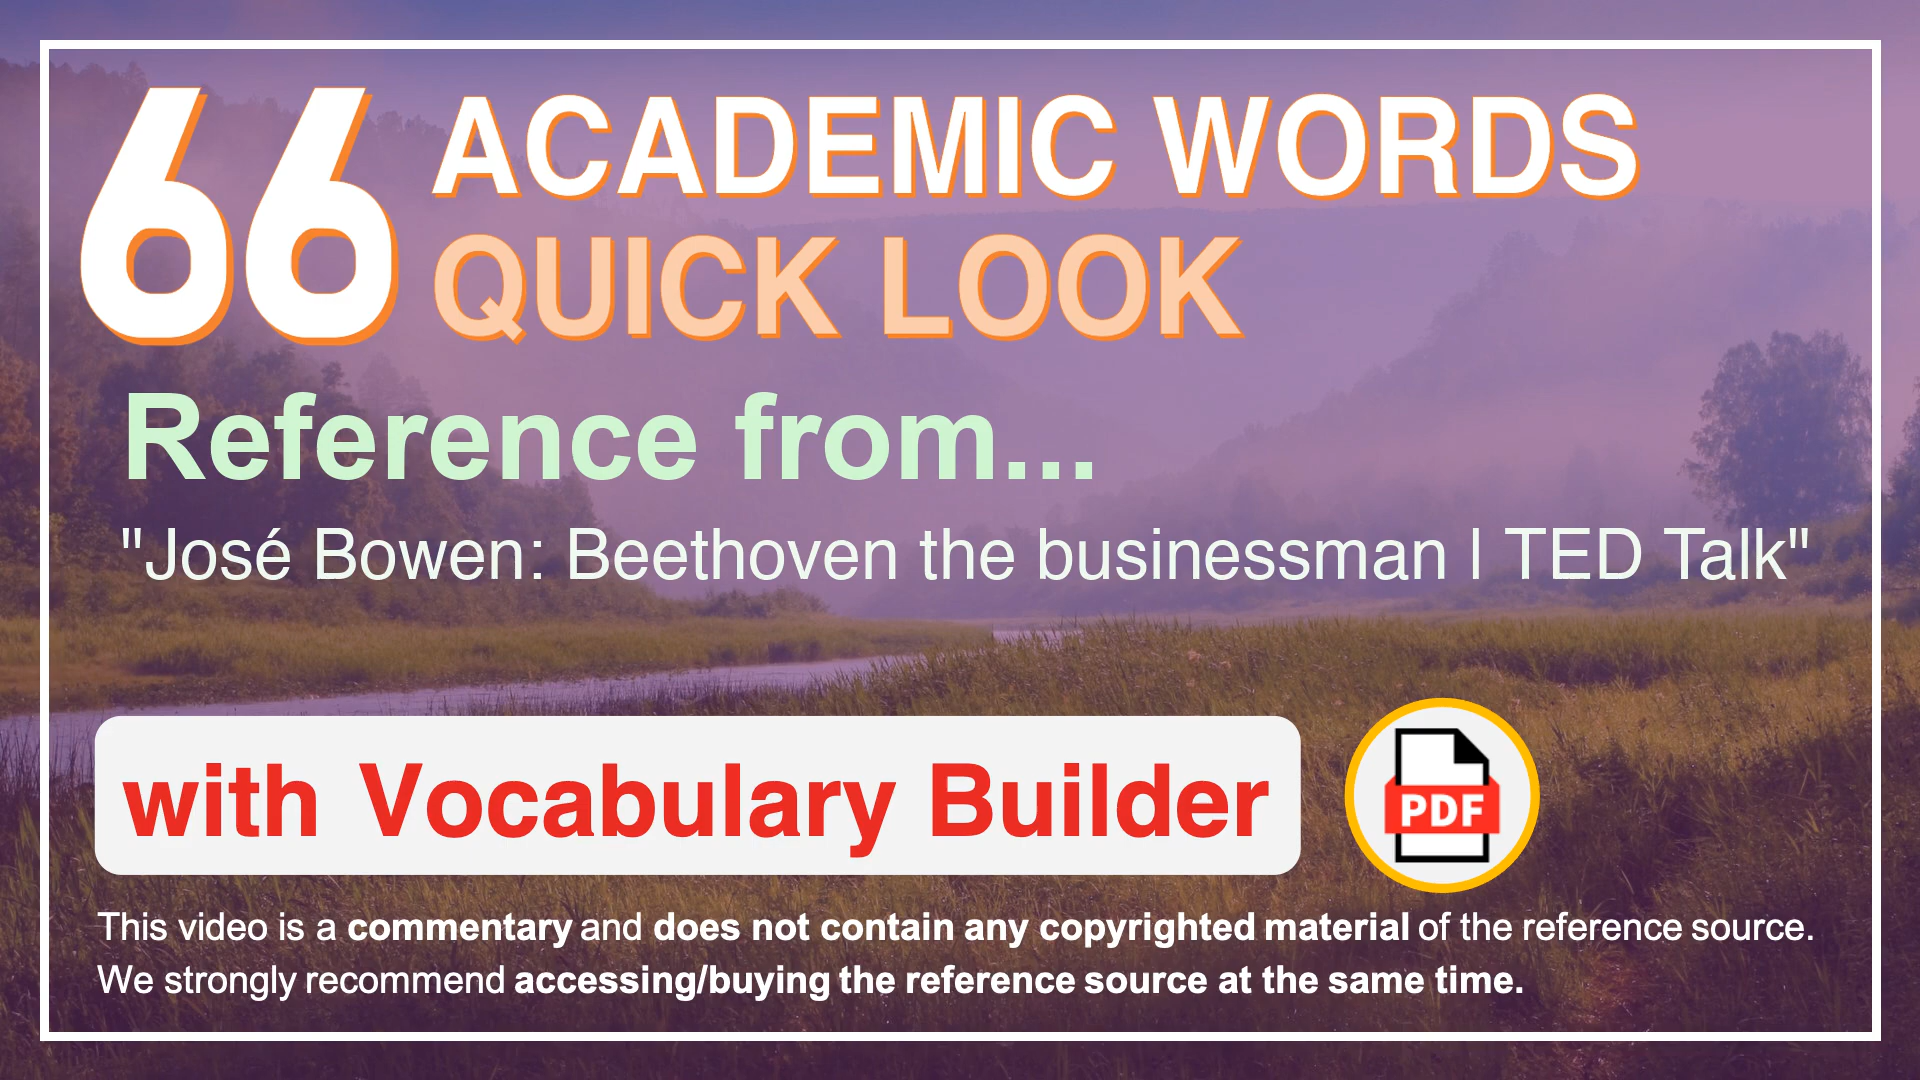 66 ACADEMIC WORDS
QUICK LOOK
Reference from...
"José Bowen: Beethoven the businessman | TED Talk"
with Vocabulary Builder
PDF
This video is a commentary and does not contain any copyrighted material of the reference source.
We strongly recommend accessing/buying the reference source at the same time.